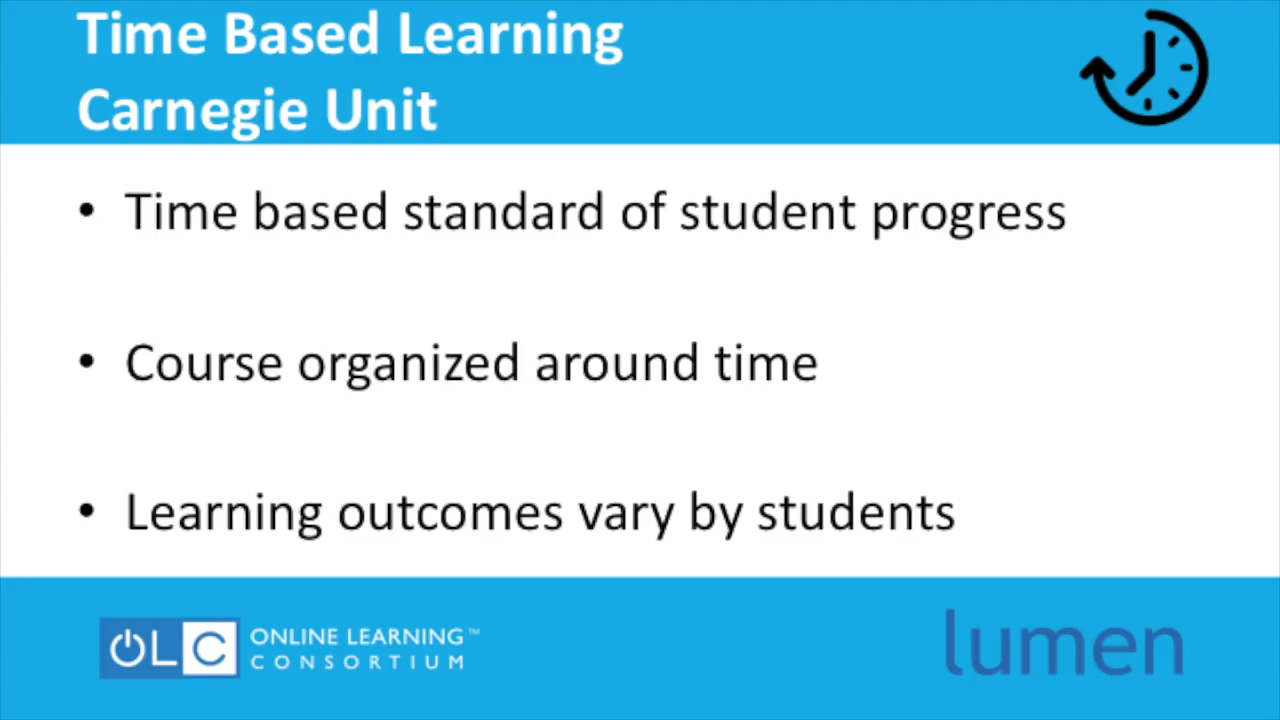 Time Based Learning
Carnegie Unit
• Time based standard of student progress
• Course organized around time
• Learning outcomes vary by students
OLC ONLINE LEARNING™
CONSORTIUM
lumen